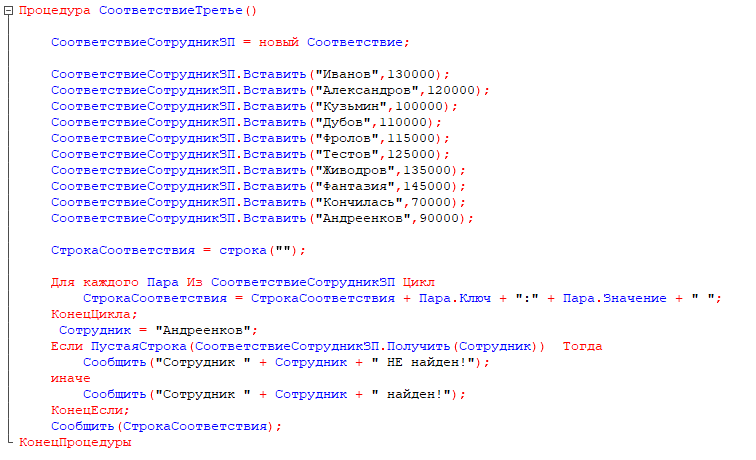 Процедура СоответствиеТретье()
СоответствиеСотрудникЗП = новый Соответствие;
СоответствиеСотрудникЗП.Вставить("Иванов",130000);
СоответствиеСотрудникЗП.Вставить("Александров",120000);
СоответствиеСотрудникЗП.Вставить("Кузьмин",100000);
СоответствиеСотрудникЗП.Вставить("Дубов",110000);
СоответствиеСотрудникЗП.Вставить("Фролов",115000);
СоответствиеСотрудникЗП.Вставить("Тестов",125000);
СоответствиеСотрудникЗП.Вставить("Живодров",135000);
СоответствиеСотрудникЗП.Вставить("Фантазия",145000);
СоответствиеСотрудникЗП.Вставить("Кончилась",70000);
СоответствиеСотрудникЗП.Вставить("Андреенков",90000);
СтрокаСоответствия = строка("");
Для каждого Пара Из СоответствиеСотрудникЗП Цикл
СтрокаСоответствия = СтрокаСоответствия + Пара.Ключ + ":" + Пара.Значение + " ";
КонецЦикла;
Сотрудник = "Андреенков";
Если ПустаяСтрока(СоответствиеСотрудникЗП.Получить(Сотрудник))  Тогда
Сообщить("Сотрудник " + Сотрудник + " НЕ найден!");
иначе
Сообщить("Сотрудник " + Сотрудник + " найден!");
КонецЕсли;
Сообщить(СтрокаСоответствия);
КонецПроцедуры